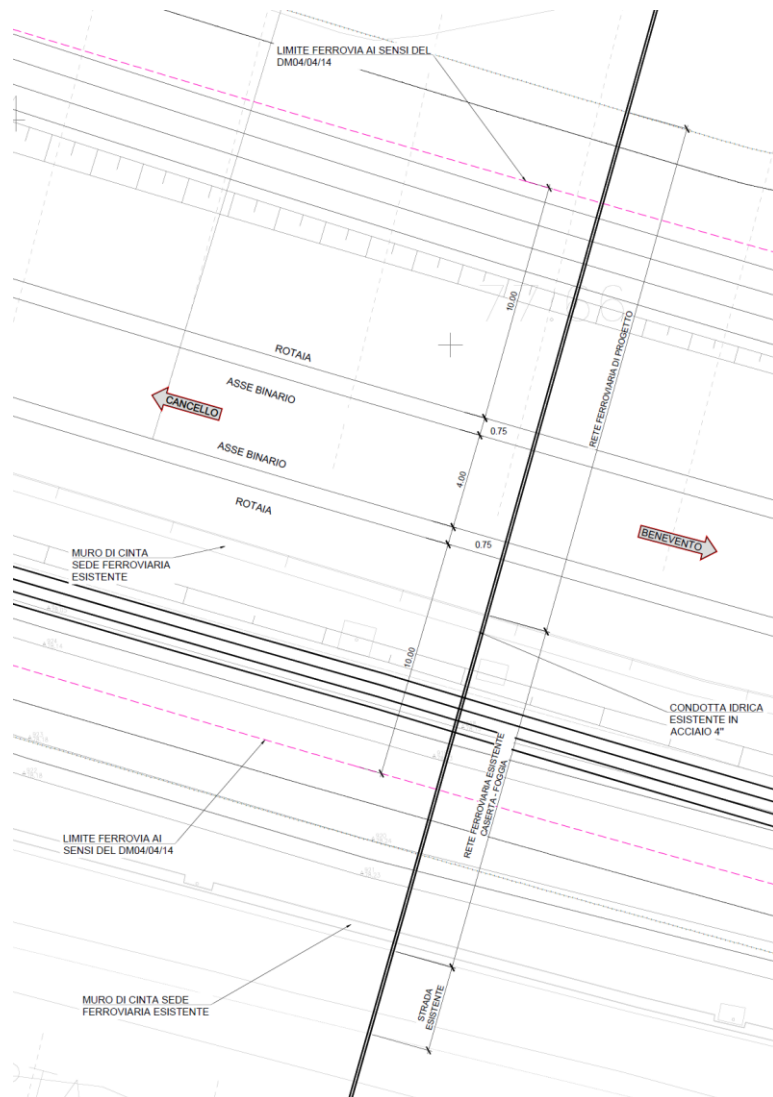 LIMITE FERROVIA AI SENSI DEL
DM04/04/14
10.00
RETE FERROVIARIA DI PROGETTO
ROTAIA
ASSE BINARIO
CANCELLO
0.75
ASSE BINARIO
4.00
ROTAIA
0.75
BENEVENTO
MURO DI CINTA
SEDE FERROVIARIA
ESISTENTE
10.00
CONDOTTA IDRICA
ESISTENTE IN
ACCIAIO 4"
RETE FERROVIARIA ESISTENTE
CASERTA - FOGGIA
LIMITE FERROVIA AI
SENSI DEL DM04/04/14
MURO DI CINTA SEDE
FERROVIARIA ESISTENTE
STRADA
ESISTENTE